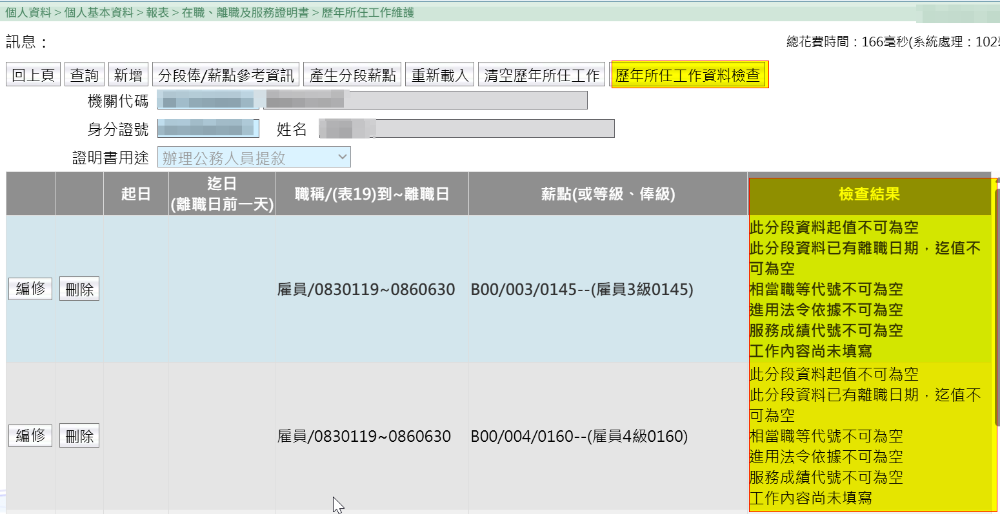 個人資料 > 個人基本資料 > 報表 > 在職、離職及服務證明書 > 歷年所任工作維護
訊息：
總花費時間：166毫秒(系統處理：102
回上頁 查詢 新增 分段俸/薪點參考資訊 產生分段薪點 重新載入 清空歷年所任工作 歷年所任工作資料檢查
機關代碼
身分證號 姓名
證明書用途 辦理公務人員提敘
起日 迄日 職稱/(表19)到~離職日 薪點(或等級、俸級) 檢查結果
(離職日前一天)
編修 刪除 雇員/0830119~0860630 B00/003/0145--(雇員3級0145)
此分段資料起值不可為空
此分段資料已有離職日期，迄值不
可為空
相當職等代號不可為空
進用法令依據不可為空
服務成績代號不可為空
工作內容尚未填寫
編修 刪除 雇員/0830119~0860630 B00/004/0160--(雇員4級0160)
此分段資料起值不可為空
此分段資料已有離職日期，迄值不
可為空
相當職等代號不可為空
進用法令依據不可為空
服務成績代號不可為空
工作內容尚未填寫